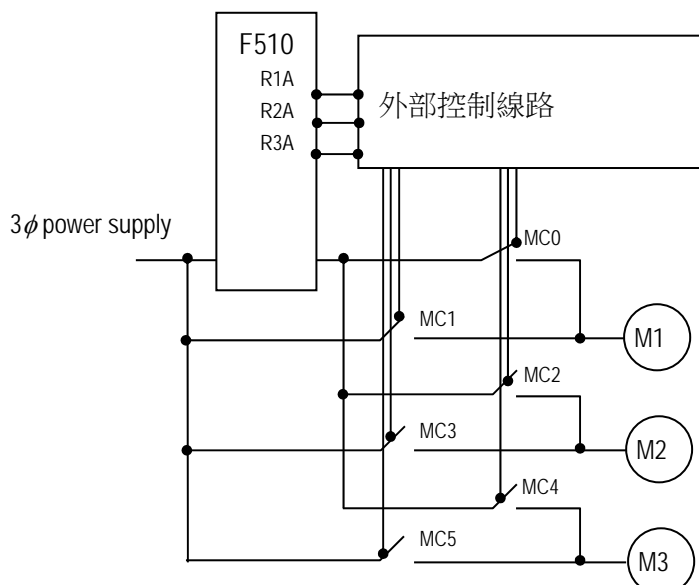 F510
R1A
R2A
R3A
外部控制線路
3ϕ power supply
MC0
MC1
M1
MC2
MC3
M2
MC4
MC5
M3